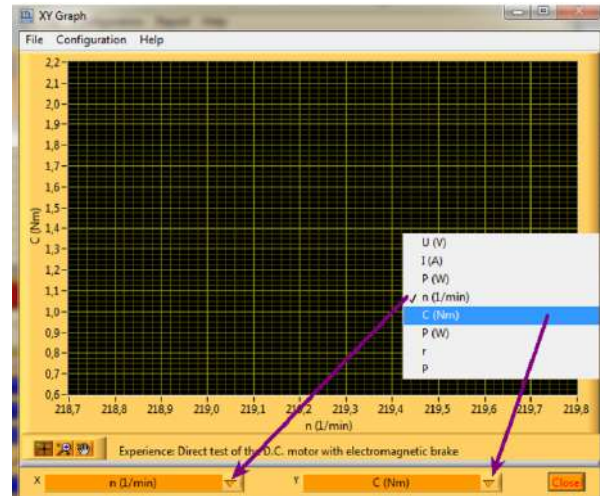 XY Graph
File Configuration Help
C (Nm)
2,2
2,1
2,0
1,9
1,8
1,7
1,6
1,5
1,4
1,3
1,2
1,1
1,0
0,9
0,8
0,7
0,6
U (V)
I (A)
P (W)
✓ n (1/min)
C (Nm)
P (W)
r
P
218,7 218,8 218,9 219,0 219,1 219,2 219,3 219,4 219,5 219,6 219,7 219,8
n (1/min)
Experience: Direct test of the D.C. motor with electromagnetic brake
X n (1/min) Y C (Nm) Close